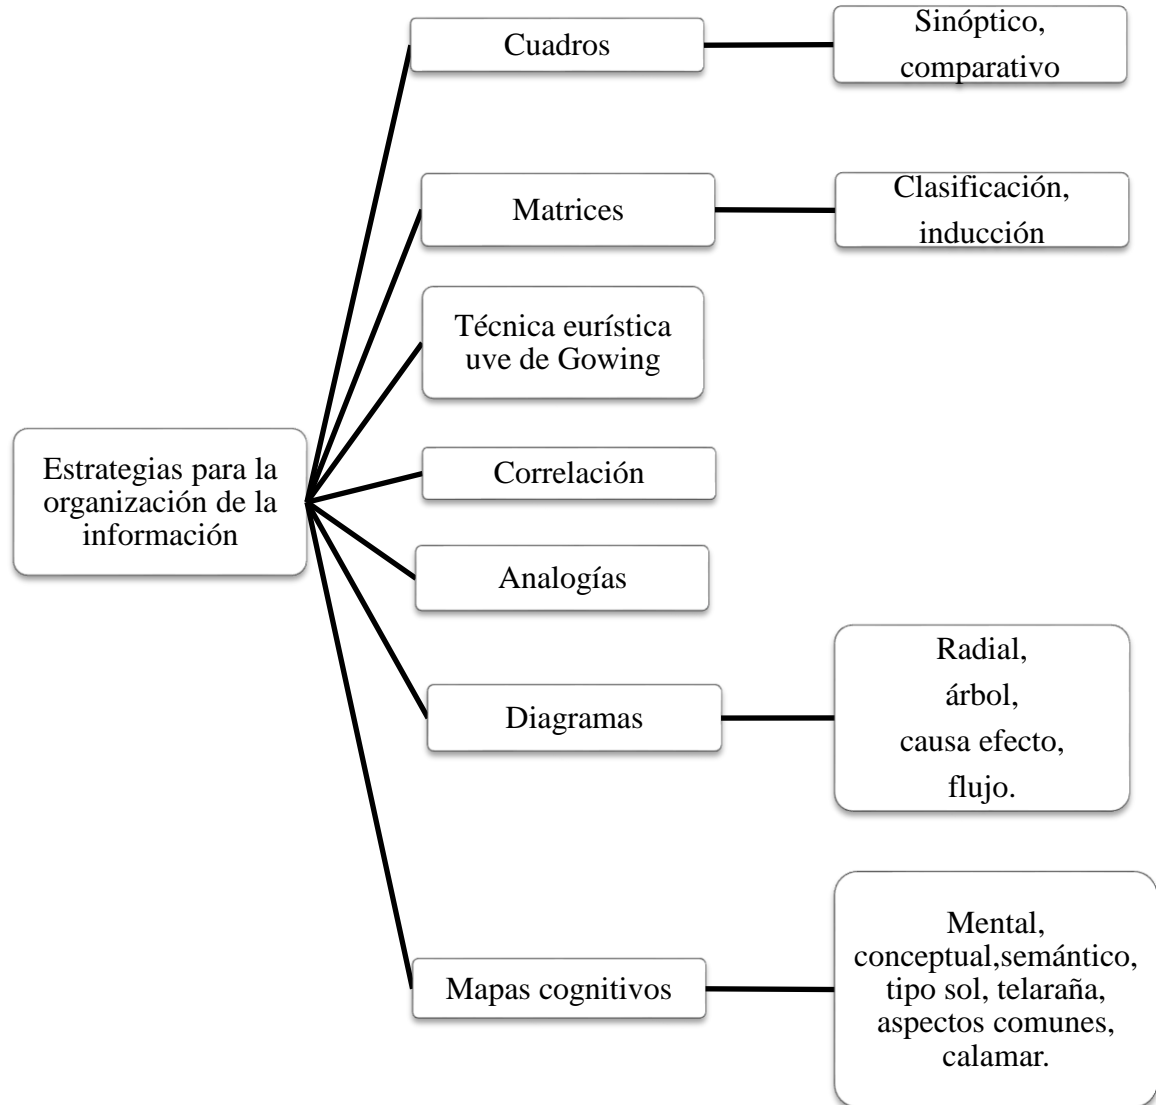 Cuadros
Sinóptico,
comparativo
Matrices
Clasificación,
inducción
Técnica eurística
uve de Gowing
Estrategias para la
organización de la
información
Correlación
Analogías
Diagramas
Radial,
árbol,
causa efecto,
flujo.
Mapas cognitivos
Mental,
conceptual,semántico,
tipo sol, telaraña,
aspectos comunes,
calamar.